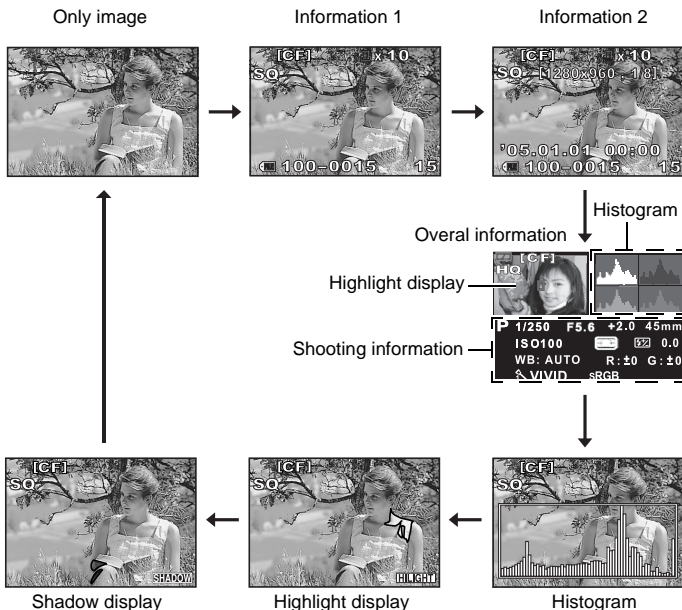 Only image
Information 1
Information 2
[CF] x10
SQ
100-0015 15
[CF] x10
SQ [1280x960 , 1/8]
'05.01.01 00:00
100-0015 15
Histogram
Overal information
[CF]
HQ
Highlight display
Shooting information
P 1/250 F5.6 +2.0 45mm
ISO100 0.0
WB: AUTO R:±0 G:±0
VIVID sRGB
[CF]
SQ
SHADOW
[CF]
SQ
HILIGHT
[CF]
SQ
Shadow display
Highlight display
Histogram